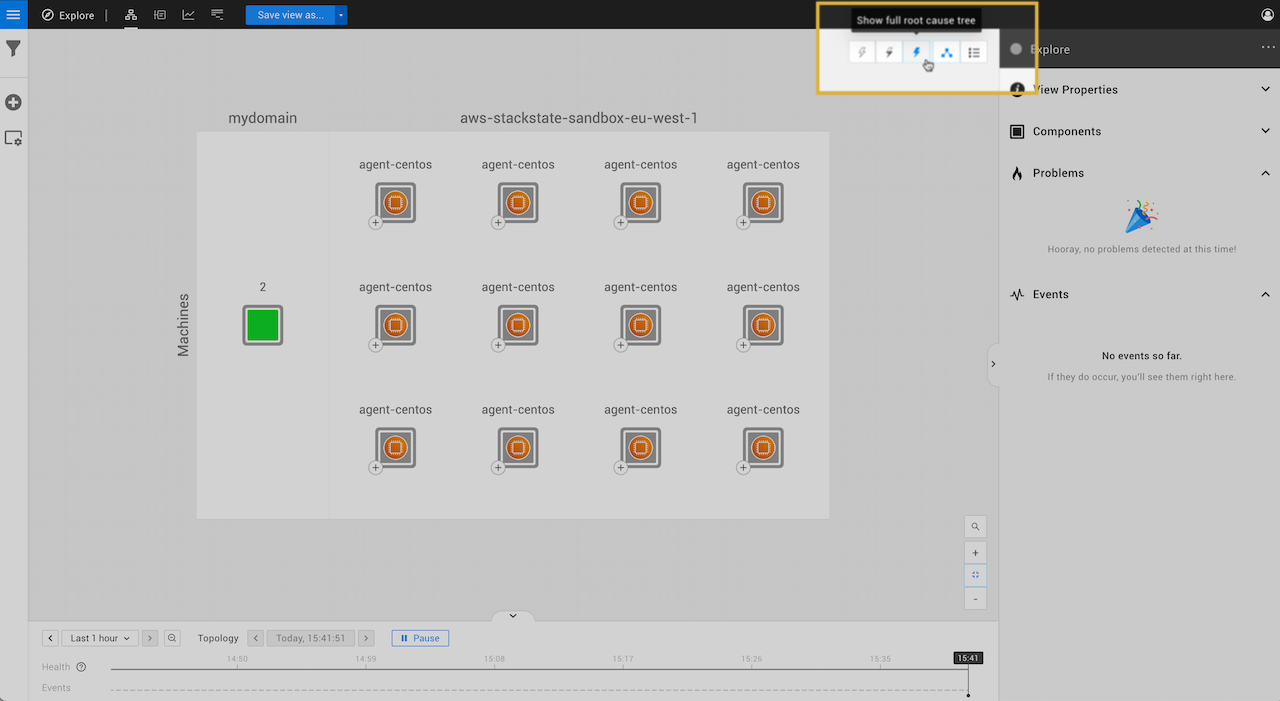 Explore
Save view as...
Show full root cause tree
Explore
View Properties
Components
Problems
Hooray, no problems detected at this time!
Events
No events so far.
If they do occur, you'll see them right here.
mydomain
aws-stackstate-sandbox-eu-west-1
agent-centos agent-centos agent-centos agent-centos
Machines
2
agent-centos agent-centos agent-centos agent-centos
agent-centos agent-centos agent-centos agent-centos
Last 1 hour
Topology
Today, 15:41:51
Pause
14:50 14:59 15:08 15:17 15:26 15:35 15:41
Health
Events